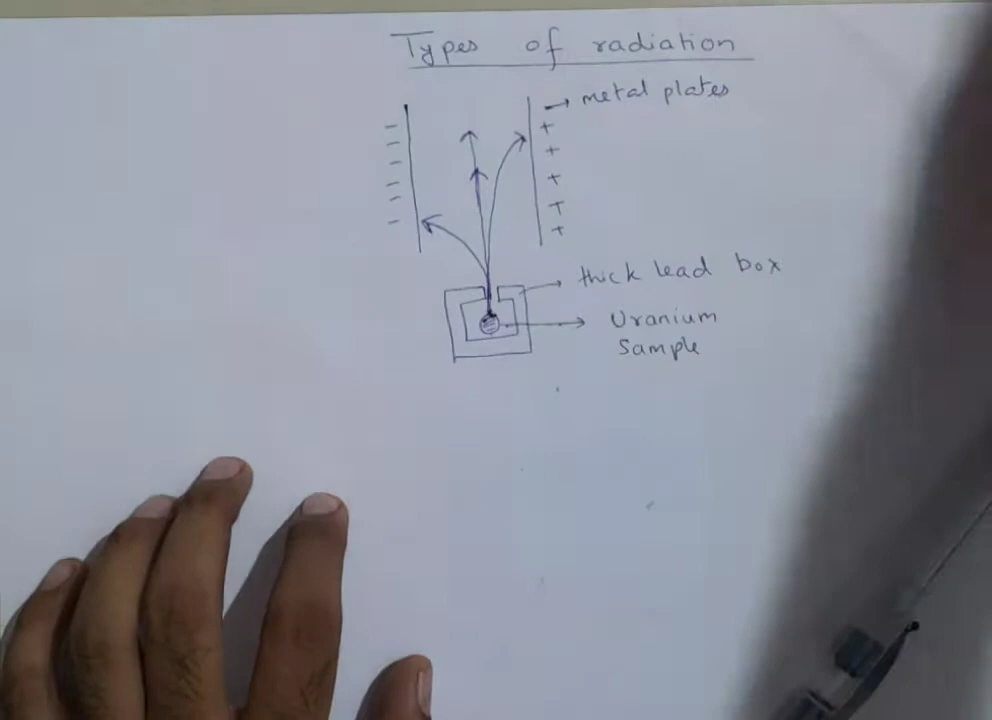 Types of radiation
→ metal plates
− − − − − −
+ + + + +
thick lead box
Uranium
Sample